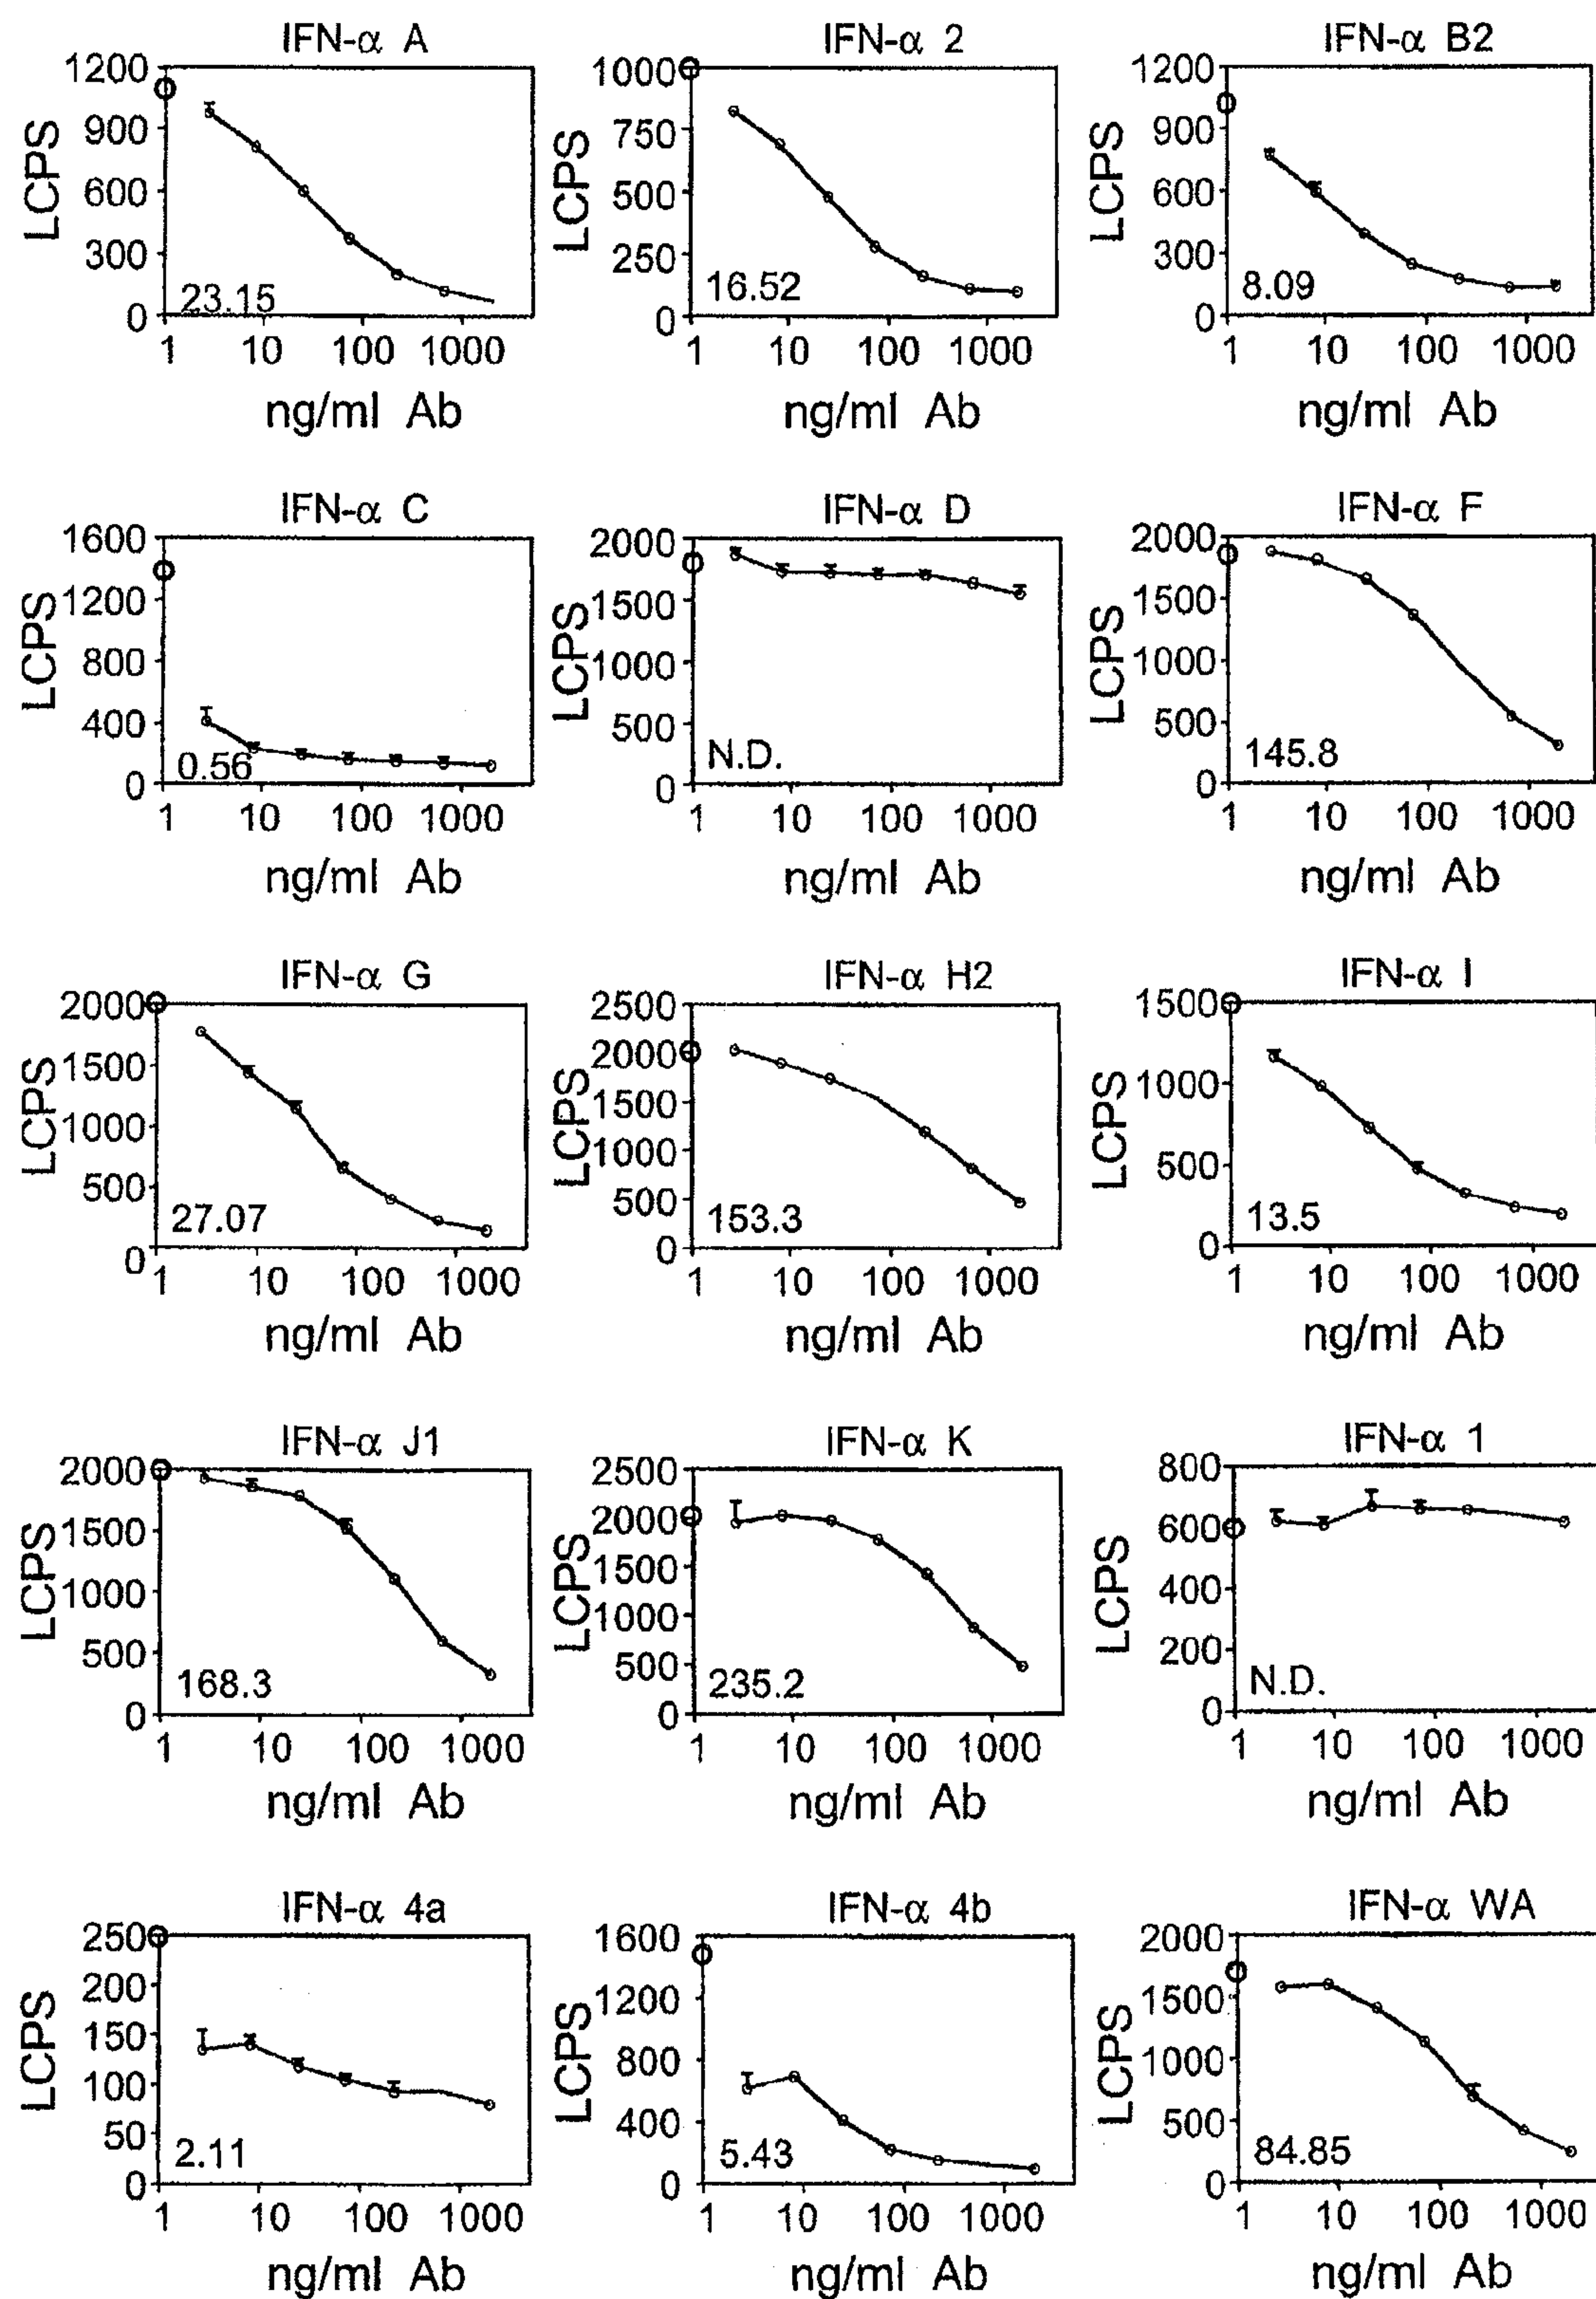 IFN-α A
LCPS
1200
900
600
300
0
23.15
1 10 100 1000
ng/ml Ab
IFN-α 2
LCPS
1000
750
500
250
0
16.52
1 10 100 1000
ng/ml Ab
IFN-α B2
LCPS
1200
900
600
300
0
8.09
1 10 100 1000
ng/ml Ab
IFN-α C
LCPS
1600
1200
800
400
0
0.56
1 10 100 1000
ng/ml Ab
IFN-α D
LCPS
2000
1500
1000
500
0
N.D.
1 10 100 1000
ng/ml Ab
IFN-α F
LCPS
2000
1500
1000
500
0
145.8
1 10 100 1000
ng/ml Ab
IFN-α G
LCPS
2000
1500
1000
500
0
27.07
1 10 100 1000
ng/ml Ab
IFN-α H2
LCPS
2500
2000
1500
1000
500
0
153.3
1 10 100 1000
ng/ml Ab
IFN-α I
LCPS
1500
1000
500
0
13.5
1 10 100 1000
ng/ml Ab
IFN-α J1
LCPS
2000
1500
1000
500
0
168.3
1 10 100 1000
ng/ml Ab
IFN-α K
LCPS
2500
2000
1500
1000
500
0
235.2
1 10 100 1000
ng/ml Ab
IFN-α 1
LCPS
800
600
400
200
0
N.D.
1 10 100 1000
ng/ml Ab
IFN-α 4a
LCPS
250
200
150
100
50
0
2.11
1 10 100 1000
ng/ml Ab
IFN-α 4b
LCPS
1600
1200
800
400
0
5.43
1 10 100 1000
ng/ml Ab
IFN-α WA
LCPS
2000
1500
1000
500
0
84.85
1 10 100 1000
ng/ml Ab